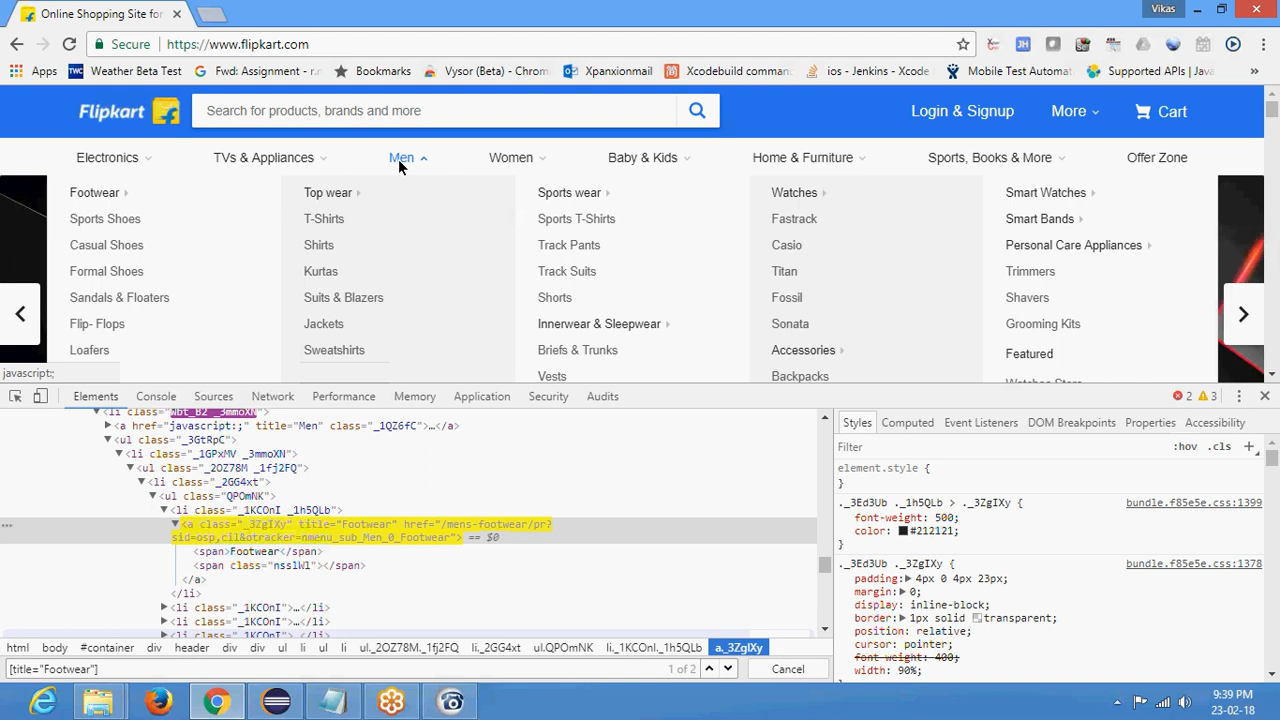 Online Shopping Site for
Vikas
Secure
https://www.flipkart.com
Apps
Weather Beta Test
Fwd: Assignment - r.n
Bookmar
Vysor (Beta) - Chrom
Xpanxionmail
Xcodebuild comm
ios - Jenkins - Xcod
Mobile Test Automat
Supported APIs | Java
»
Flipkart
Search for products, brands and more
Login & Signup
More
Cart
Electronics
TVs & Appliances
Men
Women
Baby & Kids
Home & Furniture
Sports, Books & More
Offer Zone
Footwear
Sports Shoes
Casual Shoes
Formal Shoes
Sandals & Floaters
Flip- Flops
Loafers
Top wear
T-Shirts
Shirts
Kurtas
Suits & Blazers
Jackets
Sweatshirts
Sports wear
Sports T-Shirts
Track Pants
Track Suits
Shorts
Innerwear & Sleepwear
Briefs & Trunks
Vests
Watches
Fastrack
Casio
Titan
Fossil
Sonata
Accessories
Backpacks
Smart Watches
Smart Bands
Personal Care Appliances
Trimmers
Shavers
Grooming Kits
Featured
javascript:;
Elements
Console
Sources
Network
Performance
Memory
Application
Security
Audits
2
3
<li class="Wbt_B2 _3mmoXN">
<a href="javascript:;" title="Men" class="_1QZ6fC">…</a>
<ul class="_3GtRpC">
<li class="_1GPxMV _3mmoXN">
<ul class="_2OZ78M _1fj2FQ">
<li class="_2GG4xt">
<ul class="QPOmNK">
<li class="_1KCOnI _1h5QLb">
<a class="_3ZgIXy" title="Footwear" href="/mens-footwear/pr?
sid=osp,cil&otracker=nmenu_sub_Men_0_Footwear"> == $0
<span>Footwear</span>
<span class="nsslWl"></span>
</a>
</li>
<li class="_1KCOnI">…</li>
<li class="_1KCOnI">…</li>
<li class="_1KCOnI">…</li>
html
body
#container
div
header
div
div
ul
li
ul
li
ul._2OZ78M._1fj2FQ
li._2GG4xt
ul.QPOmNK
li._1KCOnI._1h5QLb
a._3ZgIXy
[title="Footwear"]
1 of 2
Cancel
Styles
Computed
Event Listeners
DOM Breakpoints
Properties
Accessibility
Filter
:hov
.cls
+
element.style {
}
._3Ed3Ub ._1h5QLb > ._3ZgIXy {
bundle.f85e5e.css:1399
font-weight: 500;
color: #212121;
}
._3Ed3Ub ._3ZgIXy {
bundle.f85e5e.css:1378
padding: 4px 0 4px 23px;
margin: 0;
display: inline-block;
border: 1px solid transparent;
position: relative;
cursor: pointer;
font-weight: 400;
width: 90%;
9:39 PM
23-02-18